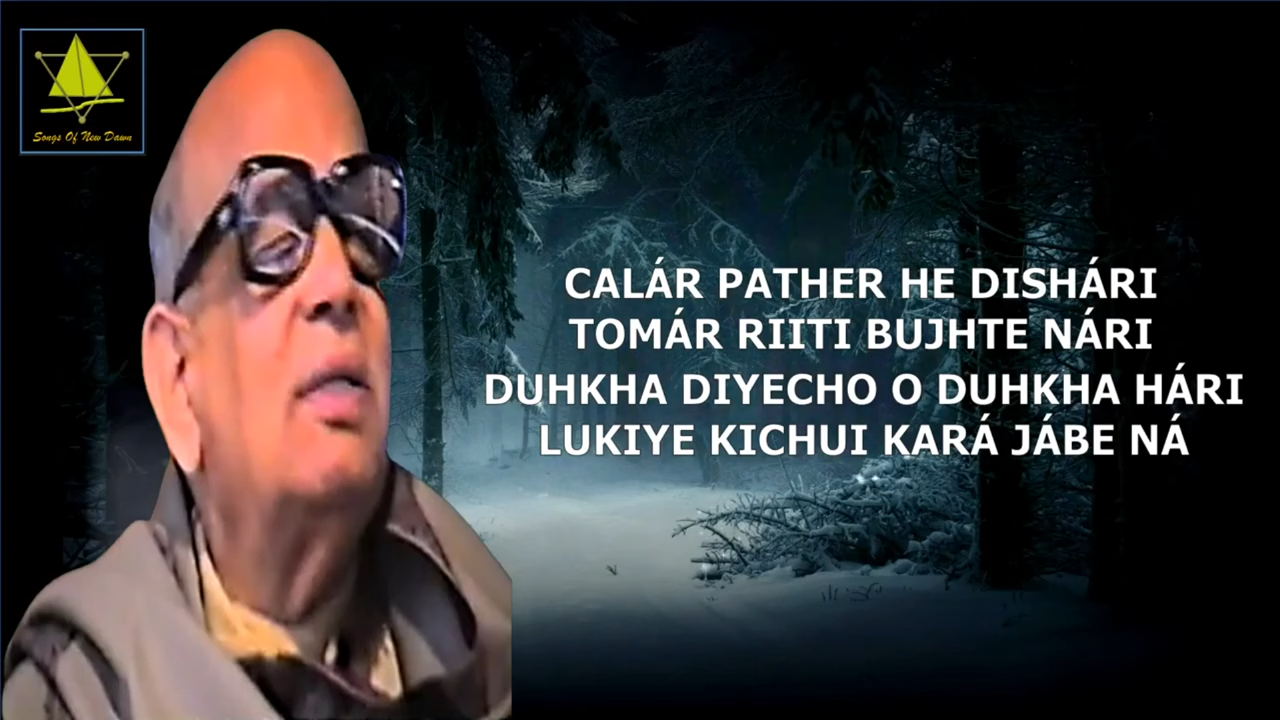 Songs Of New Dawn
CALÁR PATHER HE DISHÁRI
TOMÁR RIITI BUJHTE NÁRI
DUHKHA DIYECHO O DUHKHA HÁRI
LUKIYE KICHUI KARÁ JÁBE NÁ